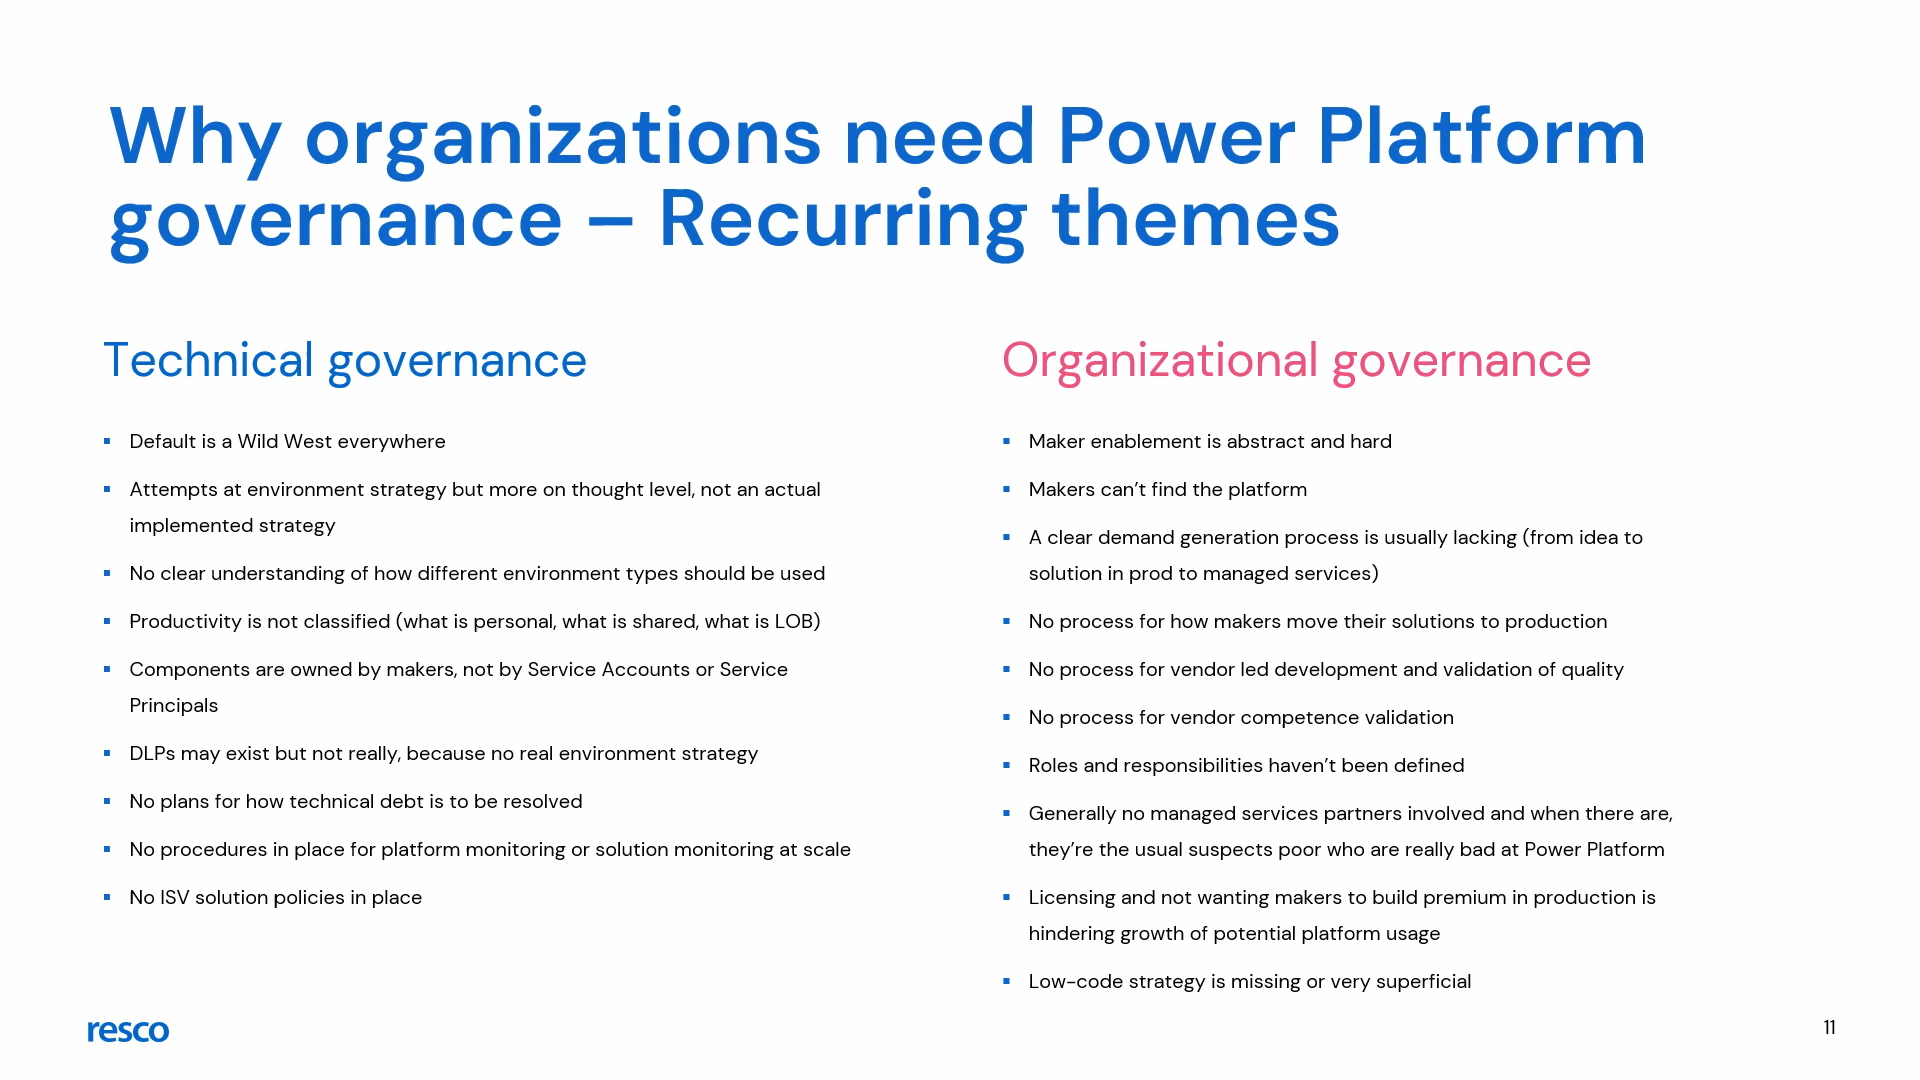 Why organizations need Power Platform
governance – Recurring themes
Technical governance
▪ Default is a Wild West everywhere
▪ Attempts at environment strategy but more on thought level, not an actual
implemented strategy
▪ No clear understanding of how different environment types should be used
▪ Productivity is not classified (what is personal, what is shared, what is LOB)
▪ Components are owned by makers, not by Service Accounts or Service
Principals
▪ DLPs may exist but not really, because no real environment strategy
▪ No plans for how technical debt is to be resolved
▪ No procedures in place for platform monitoring or solution monitoring at scale
▪ No ISV solution policies in place
Organizational governance
▪ Maker enablement is abstract and hard
▪ Makers can’t find the platform
▪ A clear demand generation process is usually lacking (from idea to
solution in prod to managed services)
▪ No process for how makers move their solutions to production
▪ No process for vendor led development and validation of quality
▪ No process for vendor competence validation
▪ Roles and responsibilities haven’t been defined
▪ Generally no managed services partners involved and when there are,
they’re the usual suspects poor who are really bad at Power Platform
▪ Licensing and not wanting makers to build premium in production is
hindering growth of potential platform usage
▪ Low-code strategy is missing or very superficial
resco
11